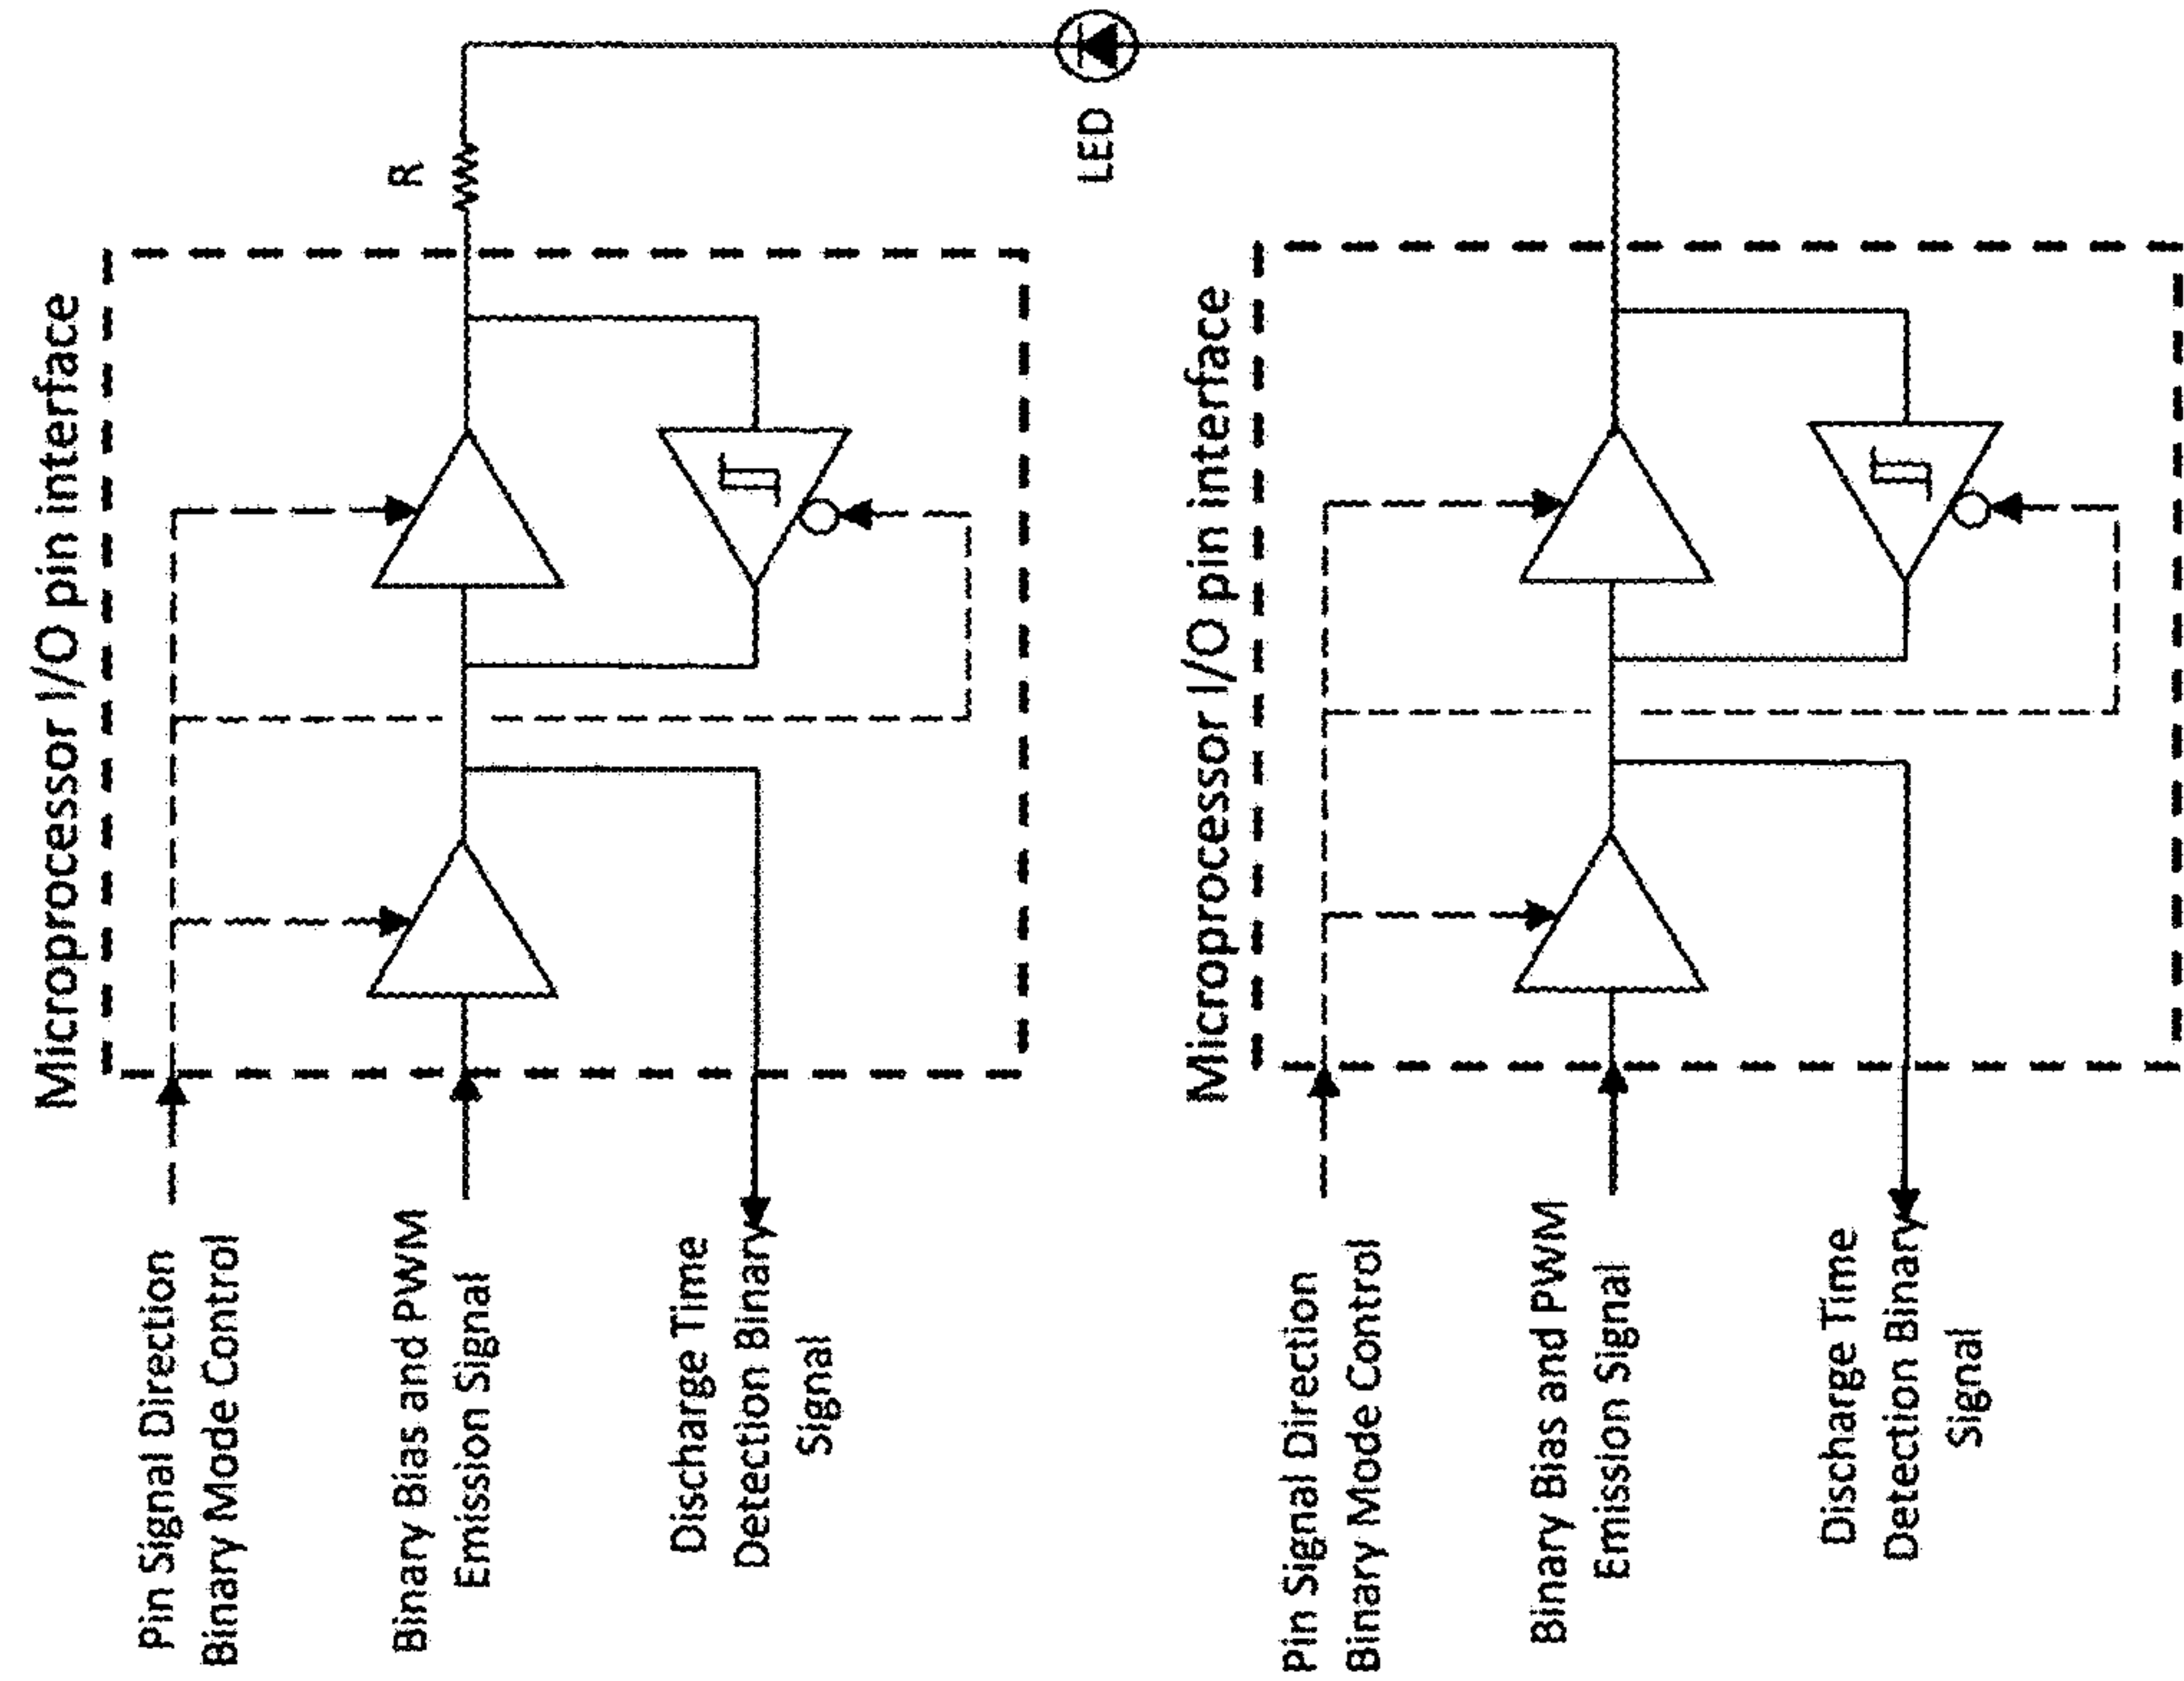 Microprocessor I/O pin interface
Pin Signal Direction
Binary Mode Control
Binary Bias and PWM
Emission Signal
Discharge Time
Detection Binary
Signal
R
LED
Microprocessor I/O pin interface
Pin Signal Direction
Binary Mode Control
Binary Bias and PWM
Emission Signal
Discharge Time
Detection Binary
Signal